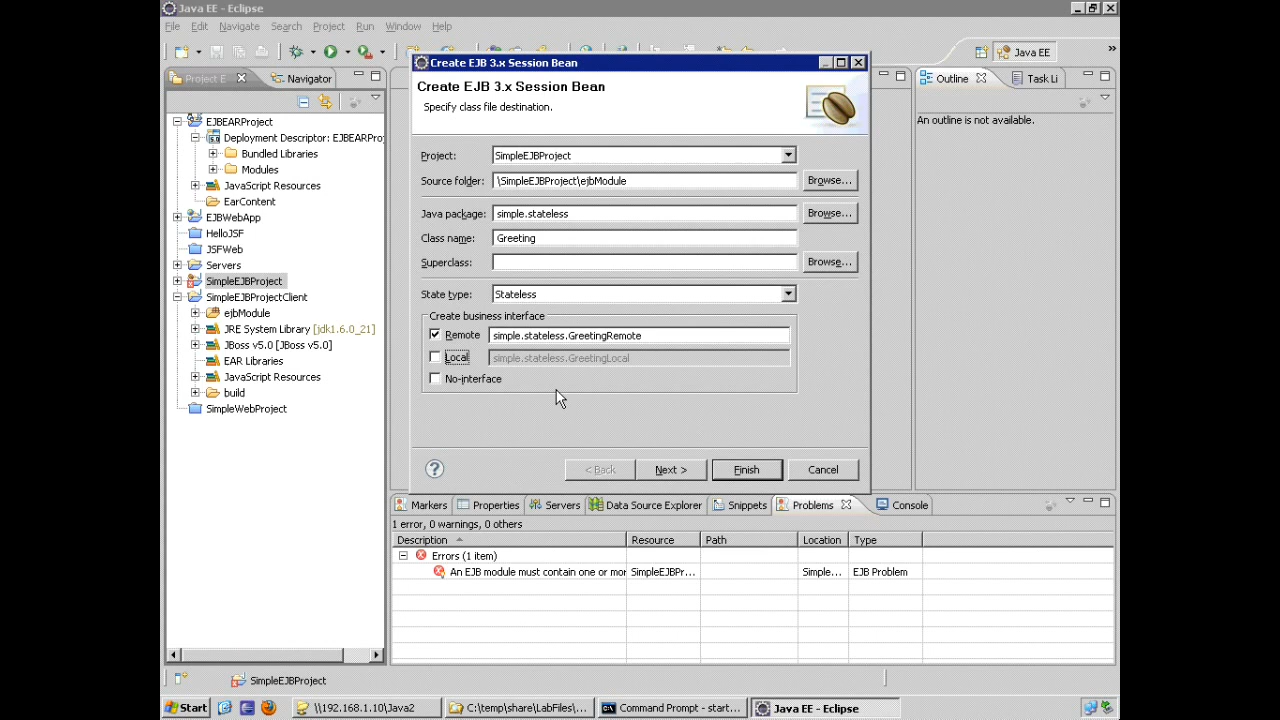 Java EE - Eclipse
File Edit Navigate Search Project Run Window Help
Java EE
Project E
Navigator
EJBEARProject
Deployment Descriptor: EJBEARPro
Bundled Libraries
Modules
JavaScript Resources
EarContent
EJBWebApp
HelloJSF
JSFWeb
Servers
SimpleEJBProject
SimpleEJBProjectClient
ejbModule
JRE System Library [jdk1.6.0_21]
JBoss v5.0 [JBoss v5.0]
EAR Libraries
JavaScript Resources
build
SimpleWebProject
Create EJB 3.x Session Bean
Create EJB 3.x Session Bean
Specify class file destination.
Project: SimpleEJBProject
Source folder: \SimpleEJBProject\ejbModule Browse...
Java package: simple.stateless Browse...
Class name: Greeting
Superclass: Browse...
State type: Stateless
Create business interface
Remote simple.stateless.GreetingRemote
Local simple.stateless.GreetingLocal
No-interface
? < Back Next > Finish Cancel
Outline Task Li
An outline is not available.
Markers Properties Servers Data Source Explorer Snippets Problems Console
1 error, 0 warnings, 0 others
Description Resource Path Location Type
Errors (1 item)
An EJB module must contain one or mor SimpleEJBPr... Simple... EJB Problem
SimpleEJBProject
Start \\192.168.1.10\Java2 C:\temp\share\LabFiles\... Command Prompt - start... Java EE - Eclipse